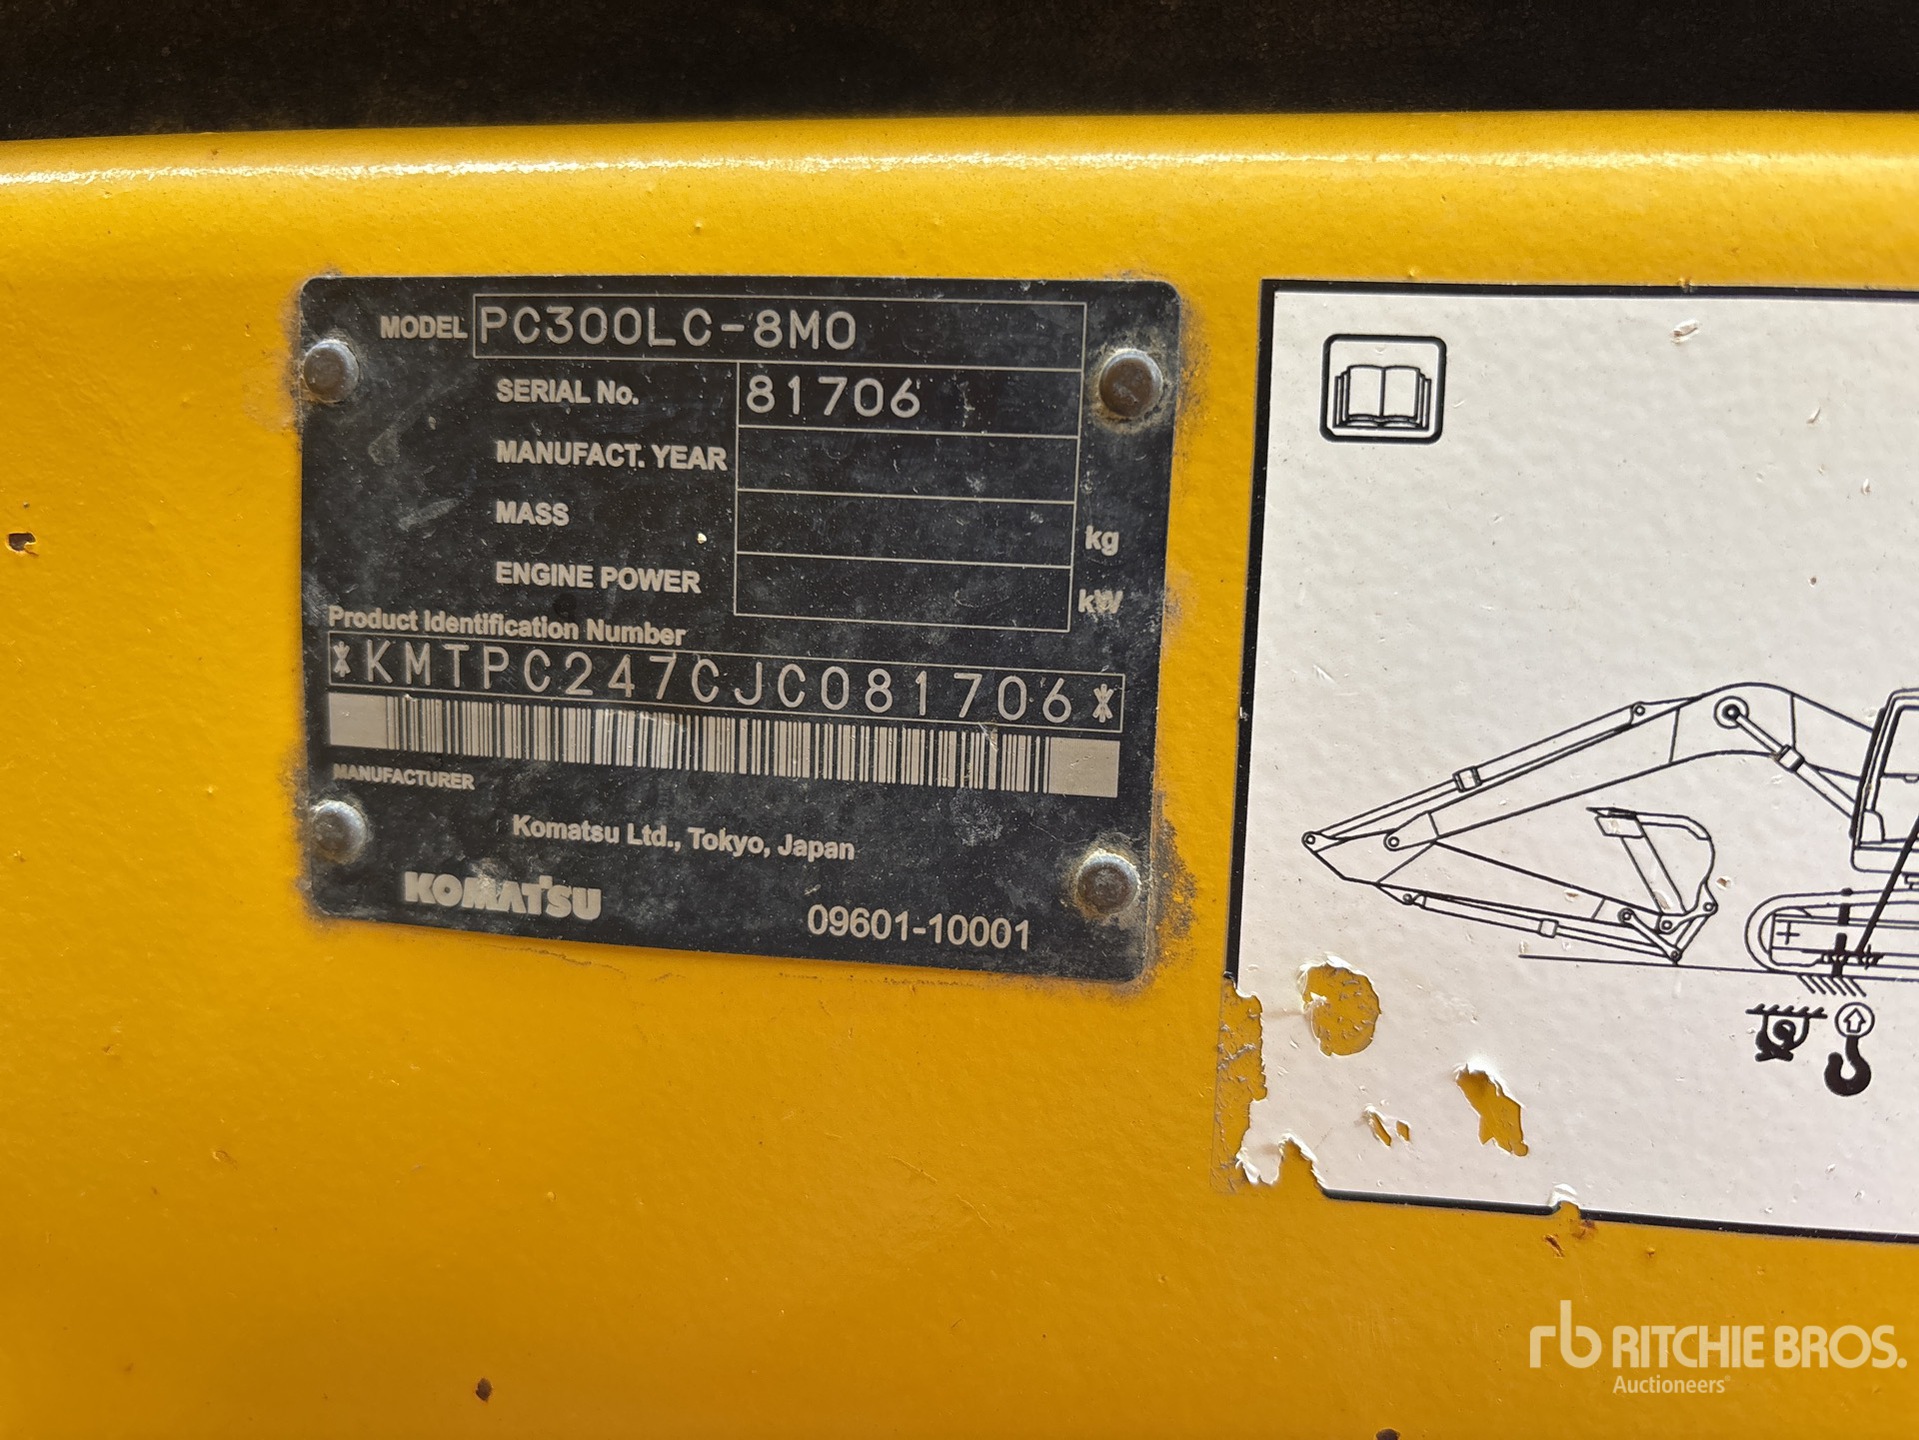 MODEL PC300LC-8M0
SERIAL No. 81706
MANUFACT. YEAR
MASS kg
ENGINE POWER kW
Product Identification Number
*KMTPC247CJC081706*
MANUFACTURER
Komatsu Ltd., Tokyo, Japan
KOMATSU
09601-10001
rb RITCHIE BROS.
Auctioneers